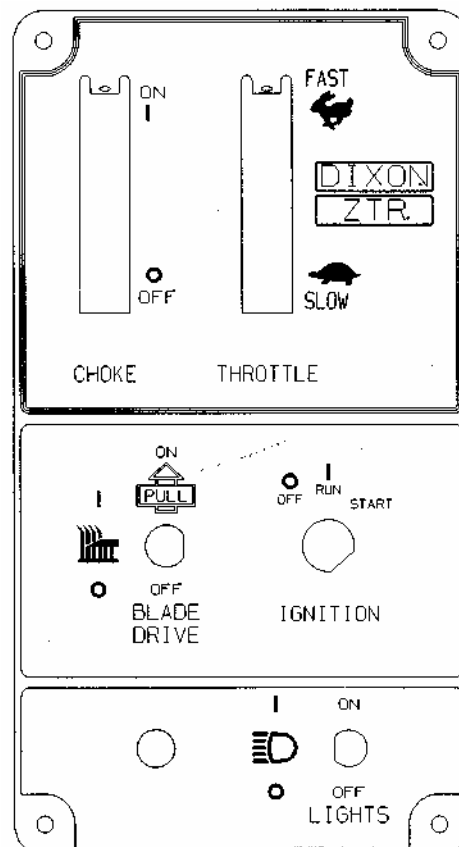 ON
FAST
DIXON
ZTR
OFF
SLOW
CHOKE
THROTTLE
ON
PULL
OFF
RUN
START
OFF
BLADE
DRIVE
IGNITION
ON
OFF
LIGHTS